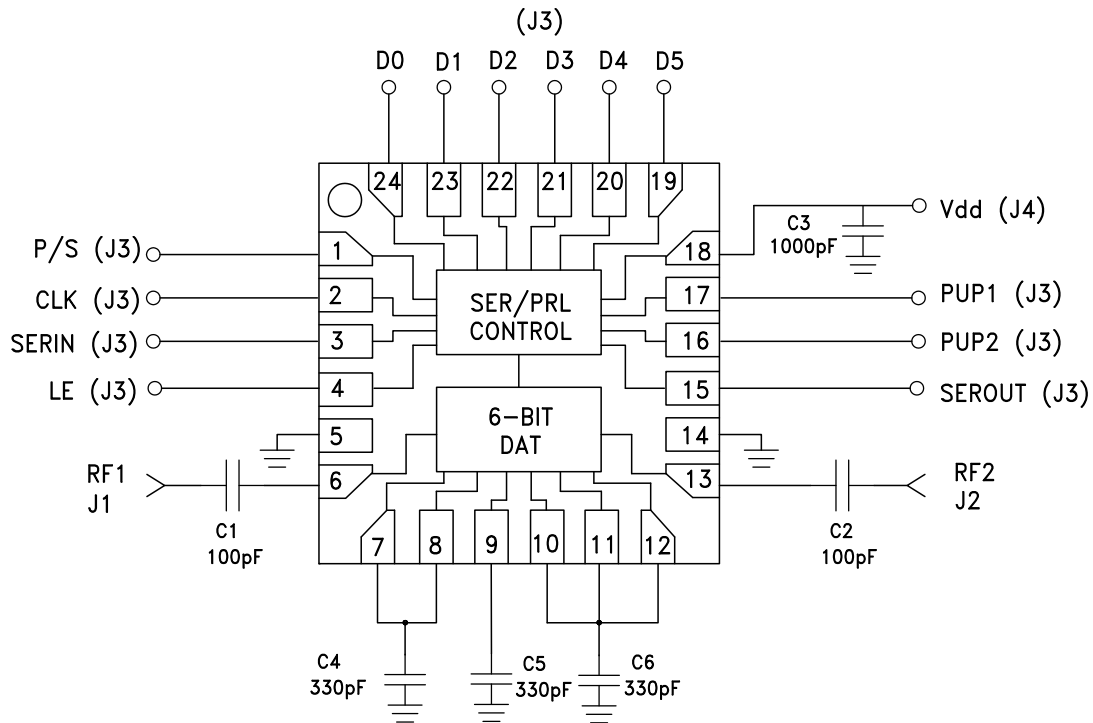 (J3)
D0 D1 D2 D3 D4 D5
24 23 22 21 20 19
P/S (J3) 1
CLK (J3) 2
SERIN (J3) 3
LE (J3) 4
5
RF1
J1
6
C1
100pF
SER/PRL
CONTROL
6-BIT
DAT
18
C3
1000pF
Vdd (J4)
17 PUP1 (J3)
16 PUP2 (J3)
15 SEROUT (J3)
14
13
RF2
J2
C2
100pF
7 8 9 10 11 12
C4
330pF
C5
330pF
C6
330pF